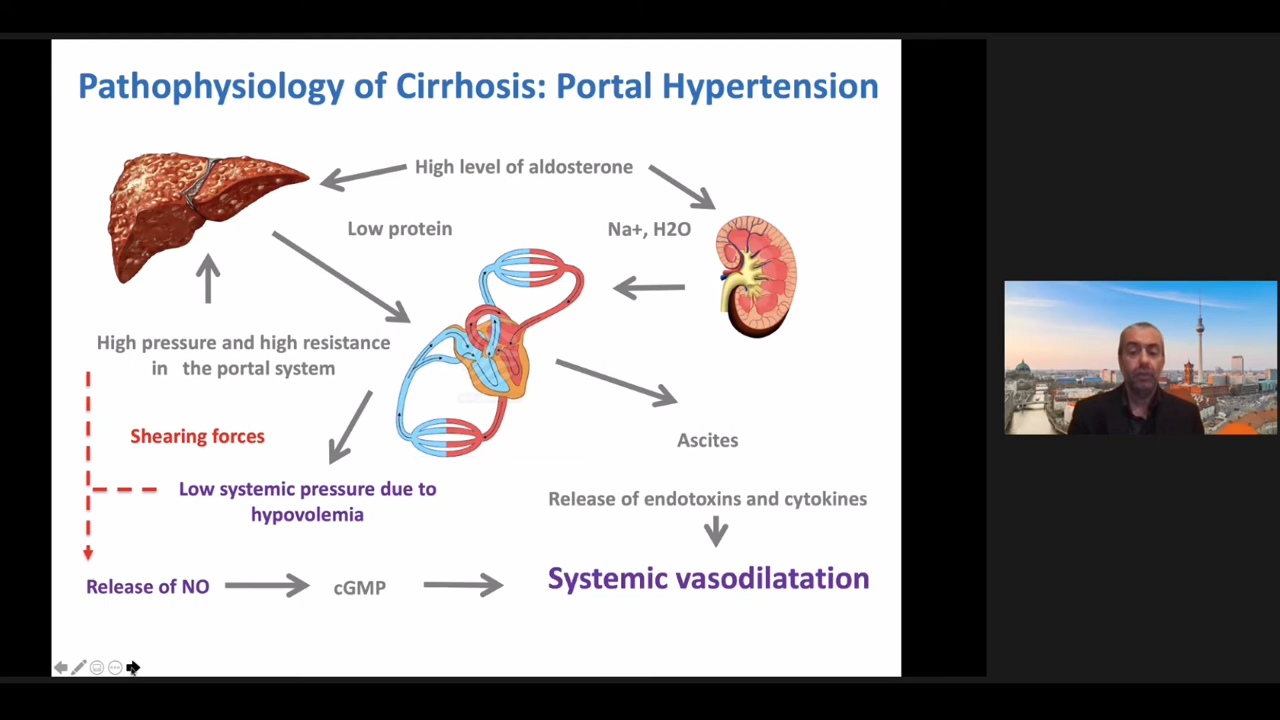 Pathophysiology of Cirrhosis: Portal Hypertension
High level of aldosterone
Low protein
Na+, H2O
High pressure and high resistance
in the portal system
Shearing forces
Ascites
Low systemic pressure due to
hypovolemia
Release of endotoxins and cytokines
Release of NO
cGMP
Systemic vasodilatation